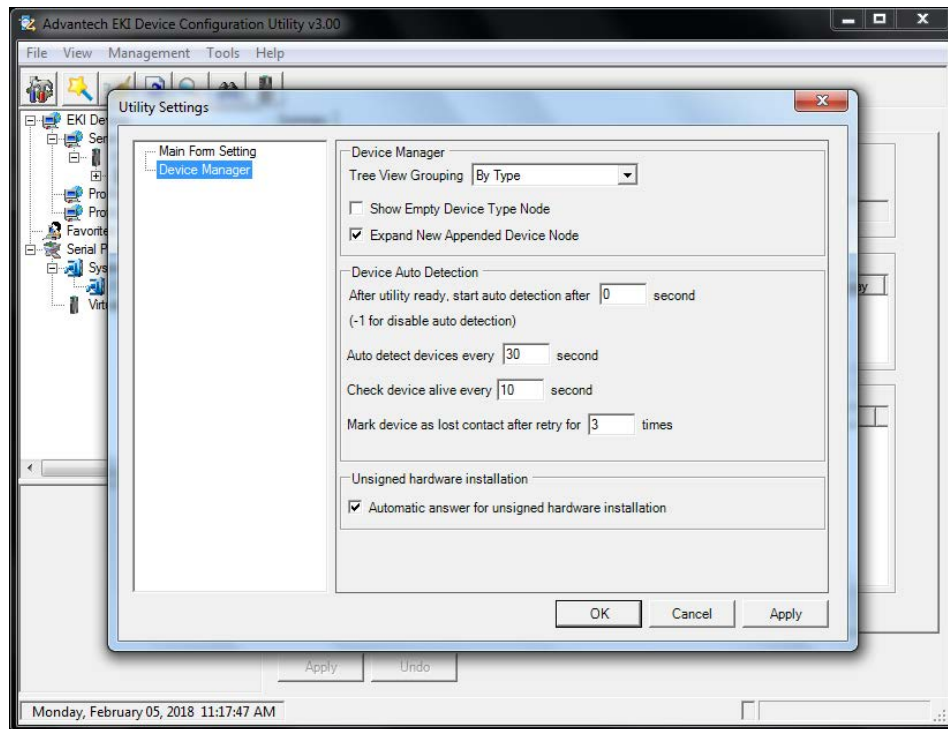 Advantech EKI Device Configuration Utility v3.00
File View Management Tools Help
Utility Settings
EKI De
Ser
Pro
Pro
Favorite
Serial P
Sys
Virtu
Main Form Setting
Device Manager
Device Manager
Tree View Grouping By Type
Show Empty Device Type Node
Expand New Appended Device Node
Device Auto Detection
After utility ready, start auto detection after 0 second
(-1 for disable auto detection)
Auto detect devices every 30 second
Check device alive every 10 second
Mark device as lost contact after retry for 3 times
Unsigned hardware installation
Automatic answer for unsigned hardware installation
OK Cancel Apply
Apply Undo
Monday, February 05, 2018 11:17:47 AM